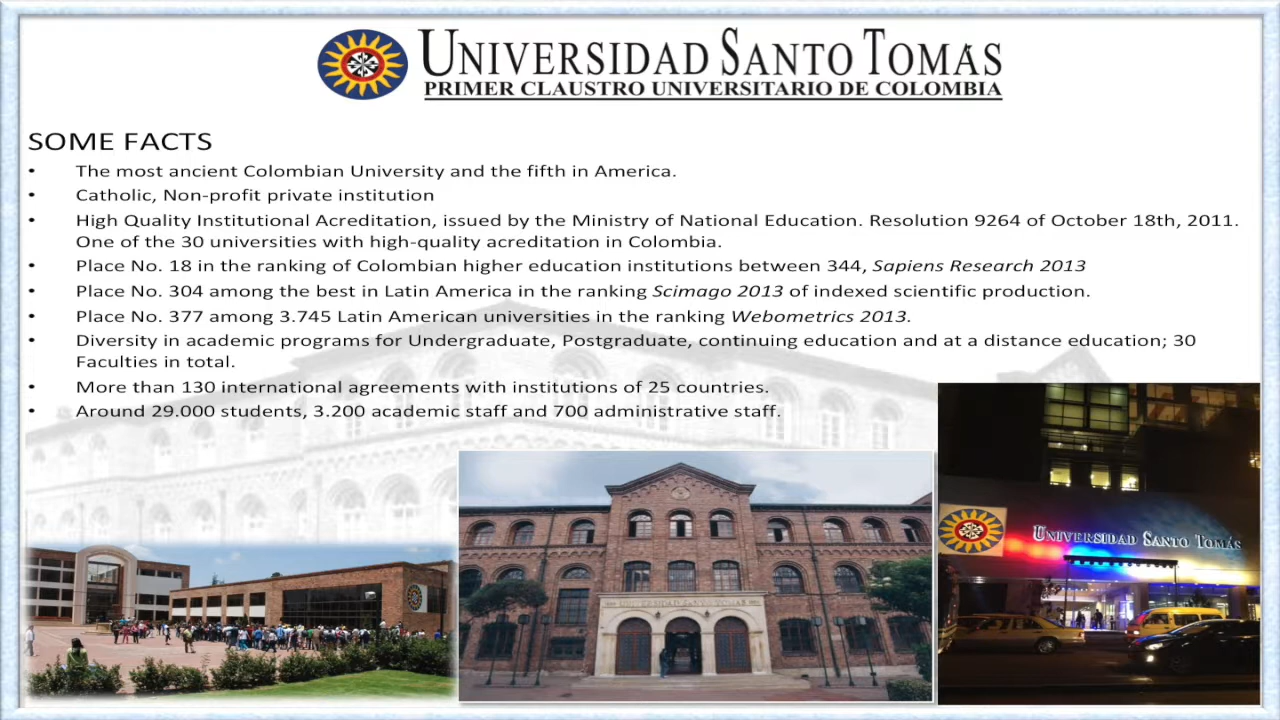 UNIVERSIDAD SANTO TOMÁS
PRIMER CLAUSTRO UNIVERSITARIO DE COLOMBIA
SOME FACTS
• The most ancient Colombian University and the fifth in America.
• Catholic, Non-profit private institution
• High Quality Institutional Acreditation, issued by the Ministry of National Education. Resolution 9264 of October 18th, 2011.
One of the 30 universities with high-quality acreditation in Colombia.
• Place No. 18 in the ranking of Colombian higher education institutions between 344, Sapiens Research 2013
• Place No. 304 among the best in Latin America in the ranking Scimago 2013 of indexed scientific production.
• Place No. 377 among 3.745 Latin American universities in the ranking Webometrics 2013.
• Diversity in academic programs for Undergraduate, Postgraduate, continuing education and at a distance education; 30
Faculties in total.
• More than 130 international agreements with institutions of 25 countries.
• Around 29.000 students, 3.200 academic staff and 700 administrative staff.
UNIVERSIDAD SANTO TOMÁS
UNIVERSIDAD SANTO TOMAS